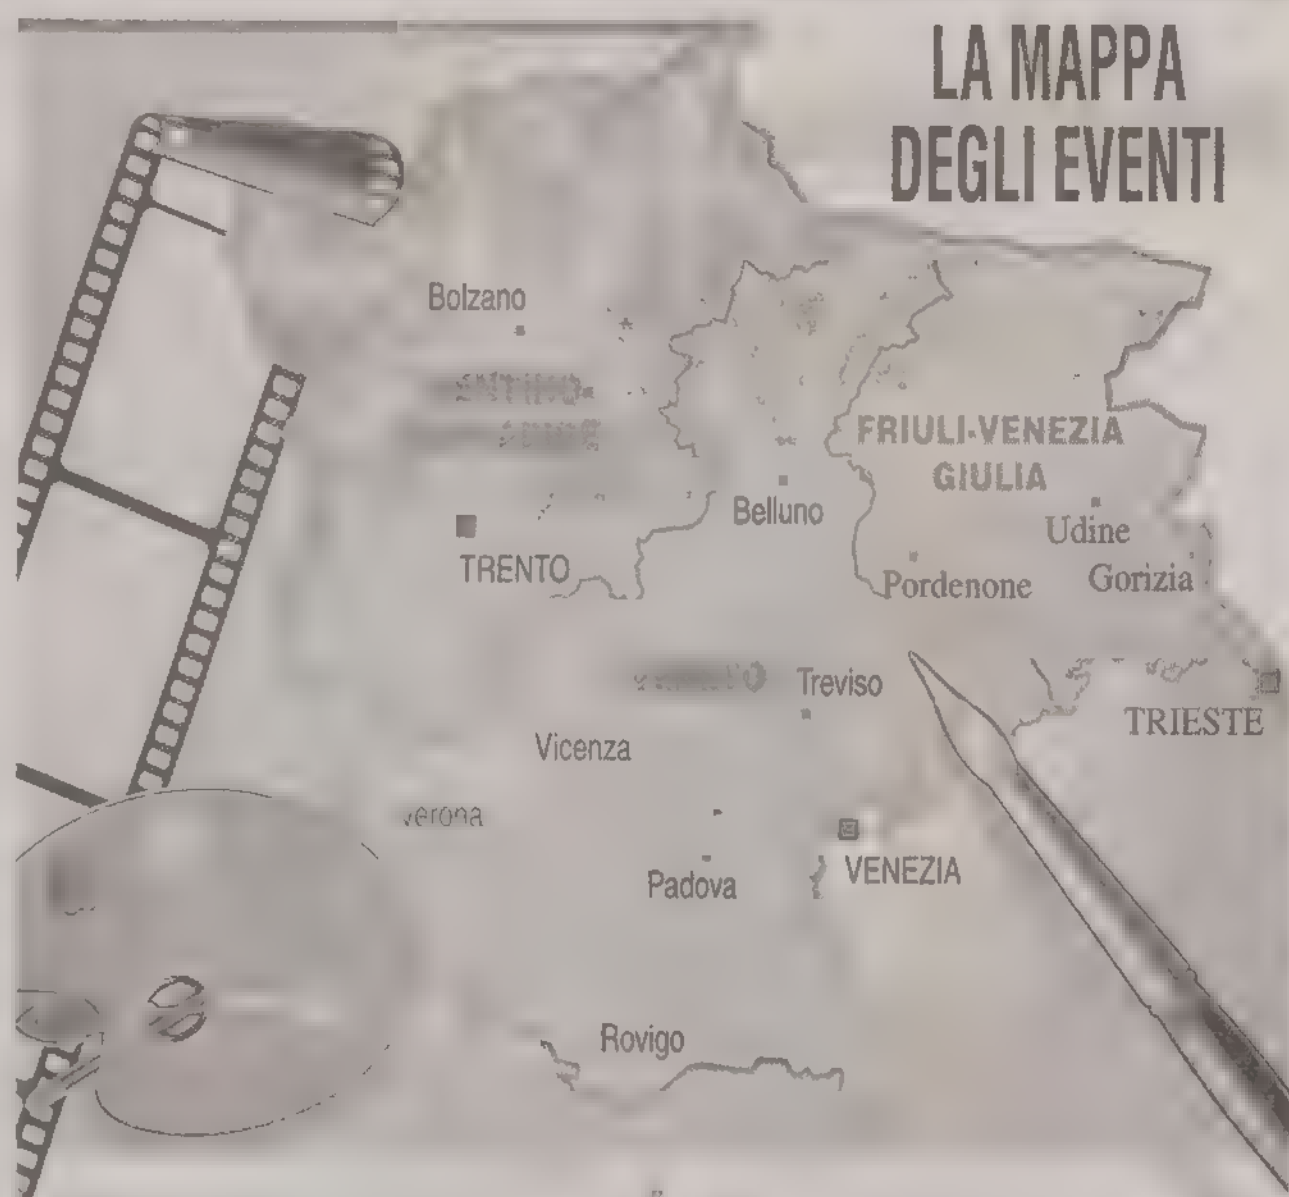 LA MAPPA
DEGLI EVENTI
Bolzano
FRIULI-VENEZIA
GIULIA
Belluno
Udine
TRENTO
Pordenone
Gorizia
Treviso
TRIESTE
Vicenza
verona
VENEZIA
Padova
Rovigo